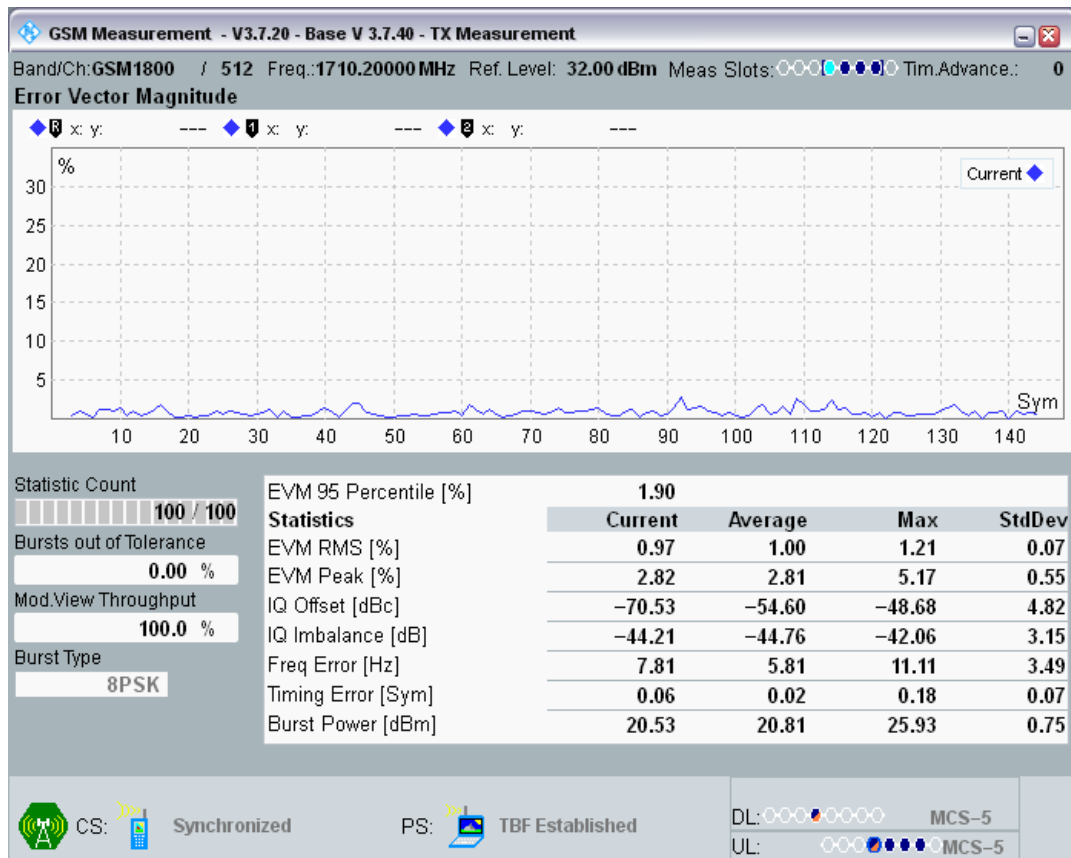 GSM Measurement - V3.7.20 - Base V 3.7.40 - TX Measurement
Band/Ch:GSM1800 / 512 Freq.:1710.20000 MHz Ref. Level: 32.00 dBm Meas Slots: Tim.Advance.: 0
Error Vector Magnitude
R x: y: --- 1 x: y: --- 2 x: y: ---
%
Current
30
25
20
15
10
5
Sym
10 20 30 40 50 60 70 80 90 100 110 120 130 140
Statistic Count
100 / 100
Bursts out of Tolerance
0.00 %
Mod.View Throughput
100.0 %
Burst Type
8PSK
EVM 95 Percentile [%] 1.90
Statistics Current Average Max StdDev
EVM RMS [%] 0.97 1.00 1.21 0.07
EVM Peak [%] 2.82 2.81 5.17 0.55
IQ Offset [dBc] −70.53 −54.60 −48.68 4.82
IQ Imbalance [dB] −44.21 −44.76 −42.06 3.15
Freq Error [Hz] 7.81 5.81 11.11 3.49
Timing Error [Sym] 0.06 0.02 0.18 0.07
Burst Power [dBm] 20.53 20.81 25.93 0.75
CS: Synchronized PS: TBF Established
DL: MCS−5
UL: MCS−5